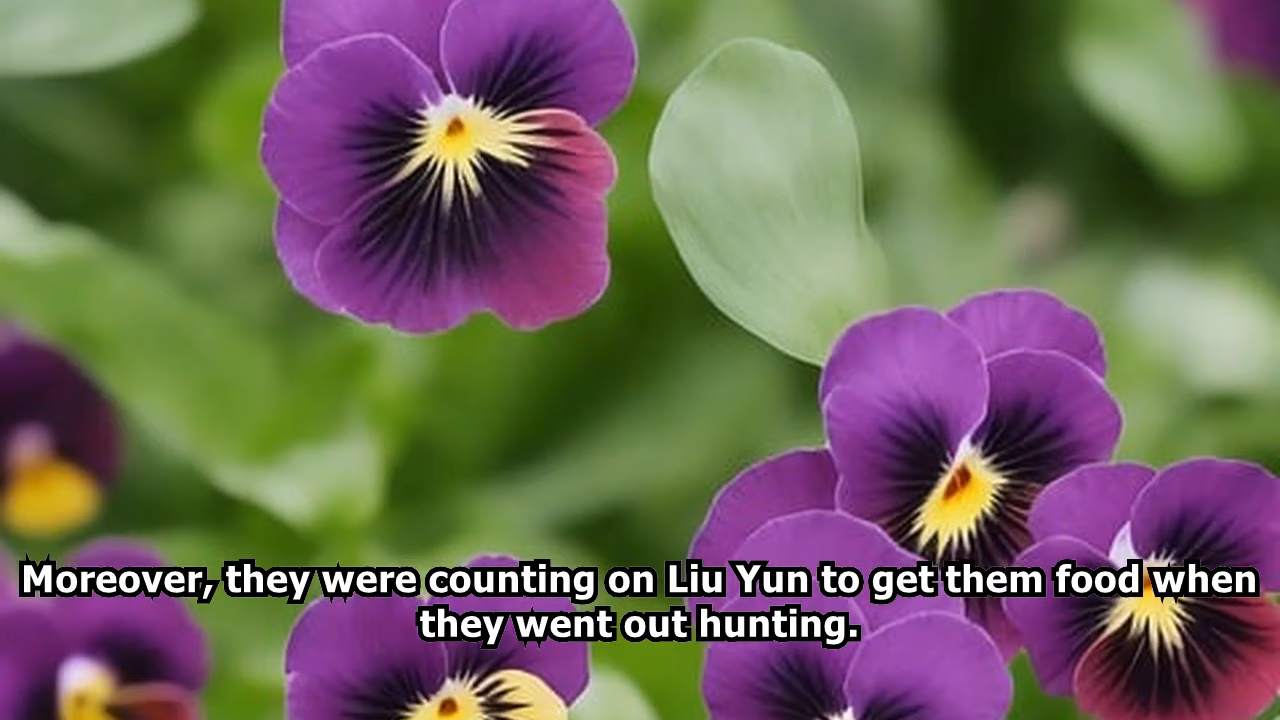 Moreover, they were counting on Liu Yun to get them food when
they went out hunting.